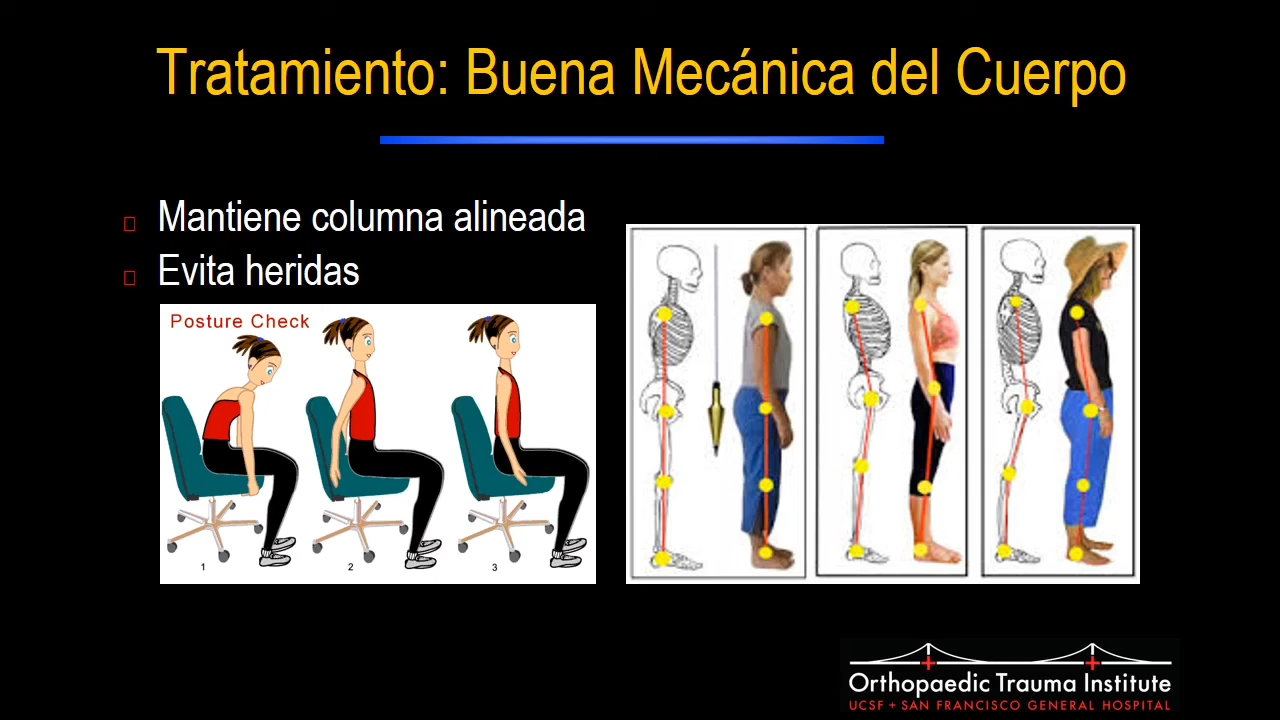 Tratamiento: Buena Mecánica del Cuerpo
Mantiene columna alineada
Evita heridas
Posture Check
1 2 3
Orthopaedic Trauma Institute
UCSF + SAN FRANCISCO GENERAL HOSPITAL